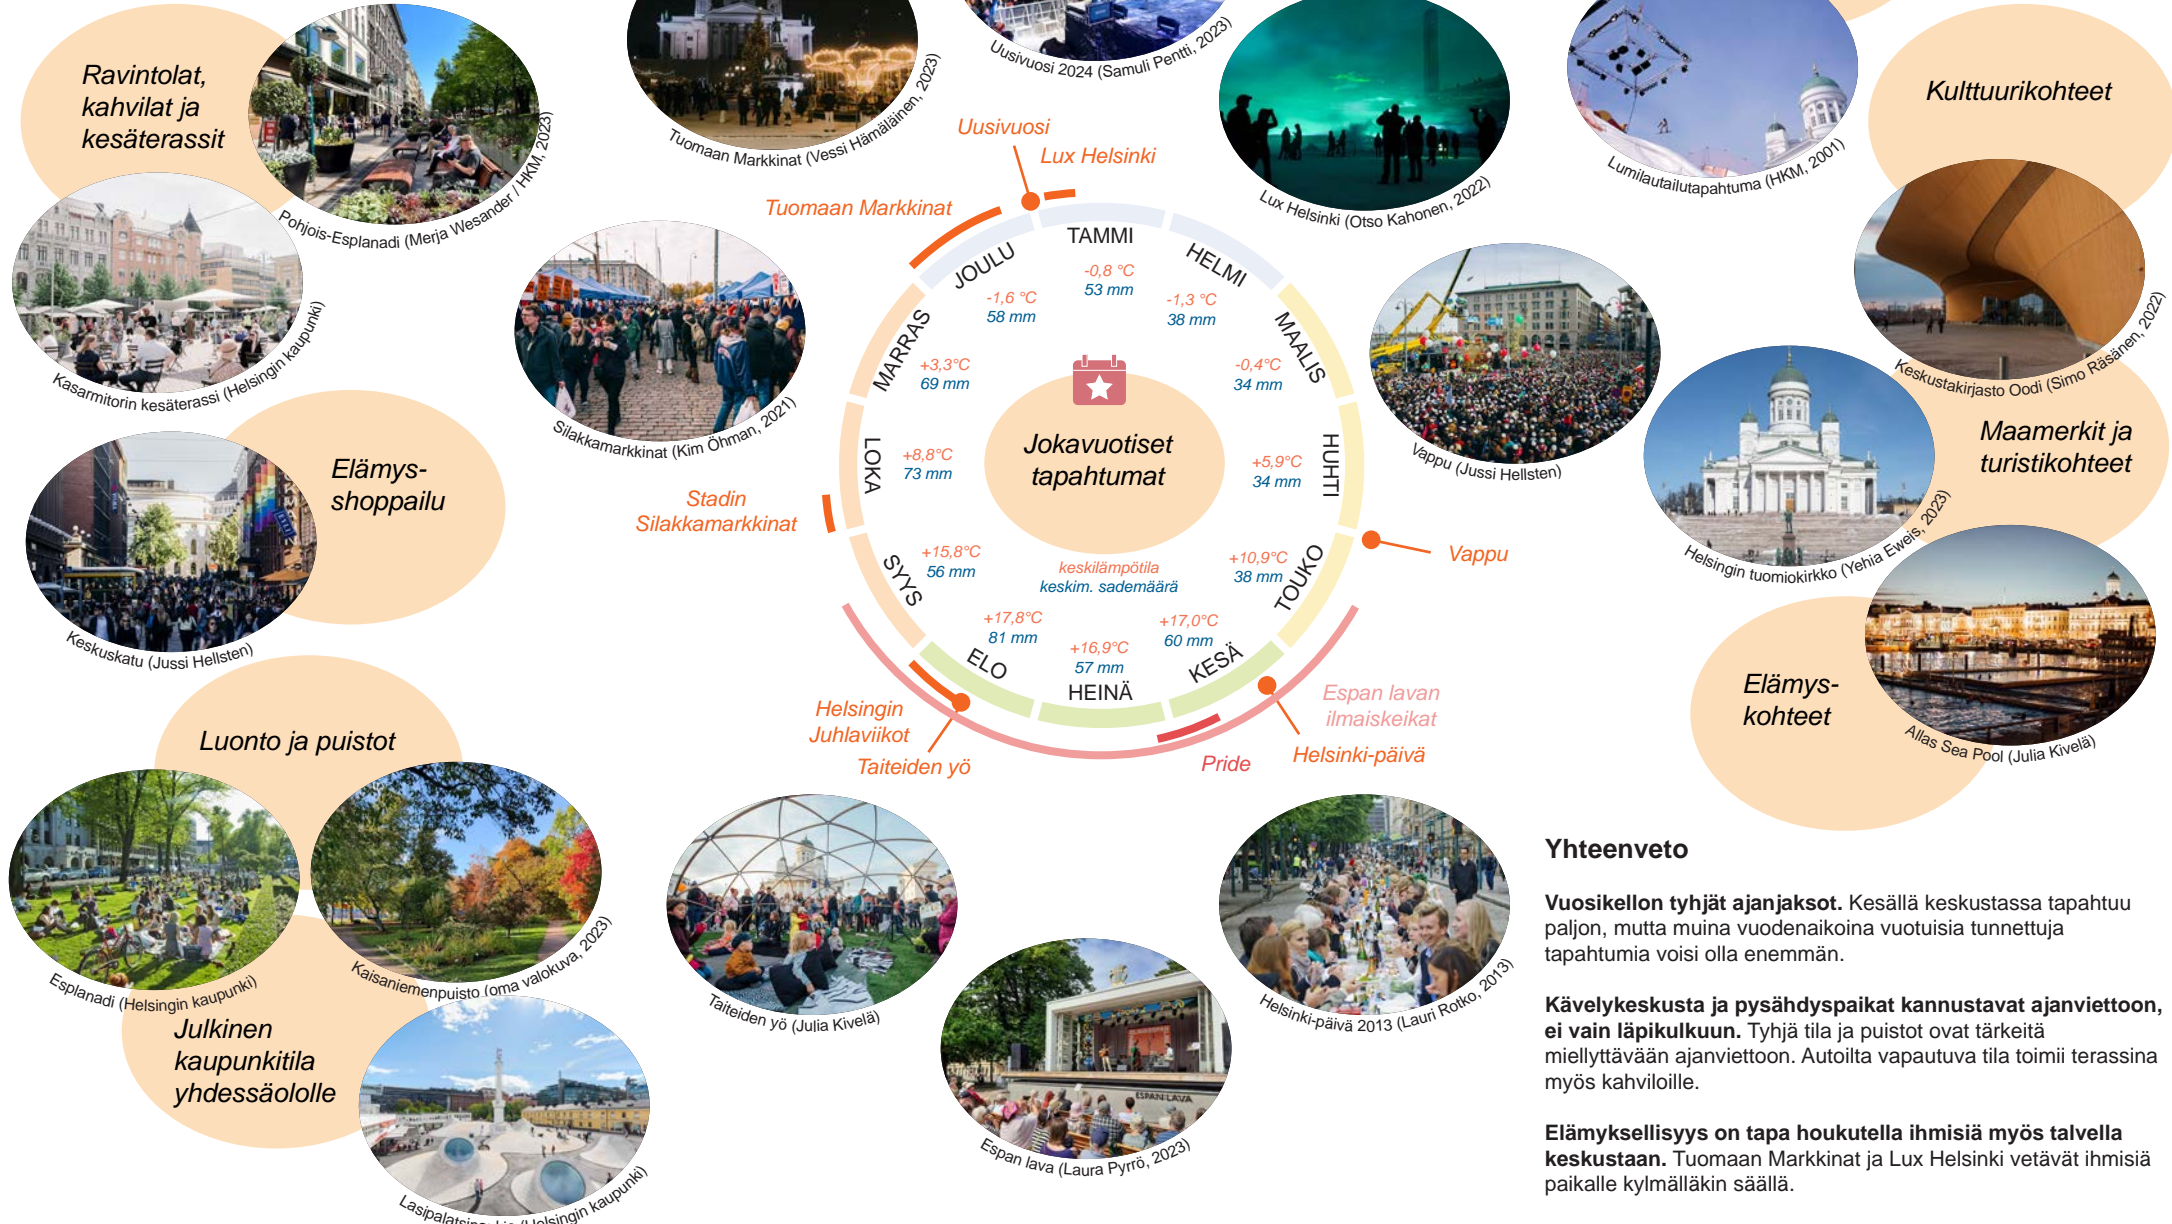 Ravintolat,
kahvilat ja
kesäterassit
Pohjois-Esplanadi (Merja Wesander / HKM, 2023)
Kasarmitorin kesäterassi (Helsingin kaupunki)
Elämys-
shoppailu
Keskuskatu (Jussi Hellsten)
Luonto ja puistot
Esplanadi (Helsingin kaupunki)
Kaisaniemenpuisto (oma valokuva, 2023)
Julkinen
kaupunkitila
yhdessäololle
(Helsingin kaupunki)
Tuomaan Markkinat (Vessi Hämäläinen, 2023)
Uusivuosi 2024 (Samuli Pentti, 2023)
Lux Helsinki (Otso Kahonen, 2022)
Lumilautailutapahtuma (HKM, 2001)
Silakkamarkkinat (Kim Öhman, 2021)
Vappu (Jussi Hellsten)
Uusivuosi
Lux Helsinki
Tuomaan Markkinat
TAMMI
-0,8 °C
53 mm
HELMI
-1,3 °C
38 mm
MAALIS
-0,4°C
34 mm
HUHTI
+5,9°C
34 mm
TOUKO
+10,9°C
38 mm
KESÄ
+17,0°C
60 mm
HEINÄ
+16,9°C
57 mm
ELO
+17,8°C
81 mm
SYYS
+15,8°C
56 mm
LOKA
+8,8°C
73 mm
MARRAS
+3,3°C
69 mm
JOULU
-1,6 °C
58 mm
Jokavuotiset
tapahtumat
keskilämpötila
keskim. sademäärä
Stadin
Silakkamarkkinat
Vappu
Helsingin
Juhlaviikot
Taiteiden yö
Pride
Helsinki-päivä
Espan lavan
ilmaiskeikat
Taiteiden yö (Julia Kivelä)
ESPAN LAVA
Espan lava (Laura Pyrrö, 2023)
Helsinki-päivä 2013 (Lauri Rotko, 2013)
Kulttuurikohteet
Keskustakirjasto Oodi (Simo Räsänen, 2022)
Maamerkit ja
turistikohteet
Helsingin tuomiokirkko (Yehia Eweis, 2023)
Elämys-
kohteet
Allas Sea Pool (Julia Kivelä)
Yhteenveto
Vuosikellon tyhjät ajanjaksot. Kesällä keskustassa tapahtuu
paljon, mutta muina vuodenaikoina vuotuisia tunnettuja
tapahtumia voisi olla enemmän.
Kävelykeskusta ja pysähdyspaikat kannustavat ajanviettoon,
ei vain läpikulkuun. Tyhjä tila ja puistot ovat tärkeitä
miellyttävään ajanviettoon. Autoilta vapautuva tila toimii terassina
myös kahviloille.
Elämyksellisyys on tapa houkutella ihmisiä myös talvella
keskustaan. Tuomaan Markkinat ja Lux Helsinki vetävät ihmisiä
paikalle kylmälläkin säällä.